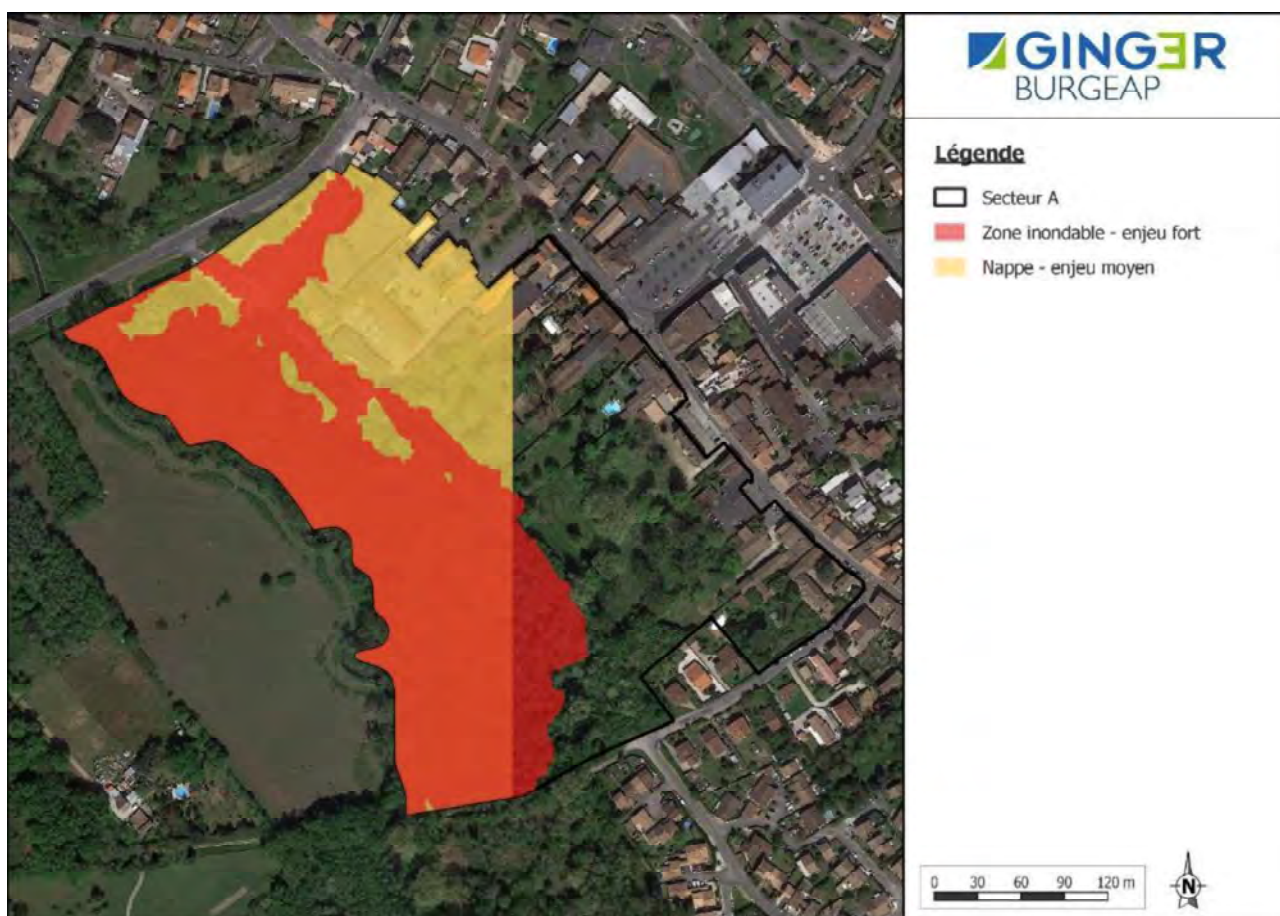 GINGER
BURGEAP
Légende
Secteur A
Zone inondable - enjeu fort
Nappe - enjeu moyen
0 30 60 90 120 m
N